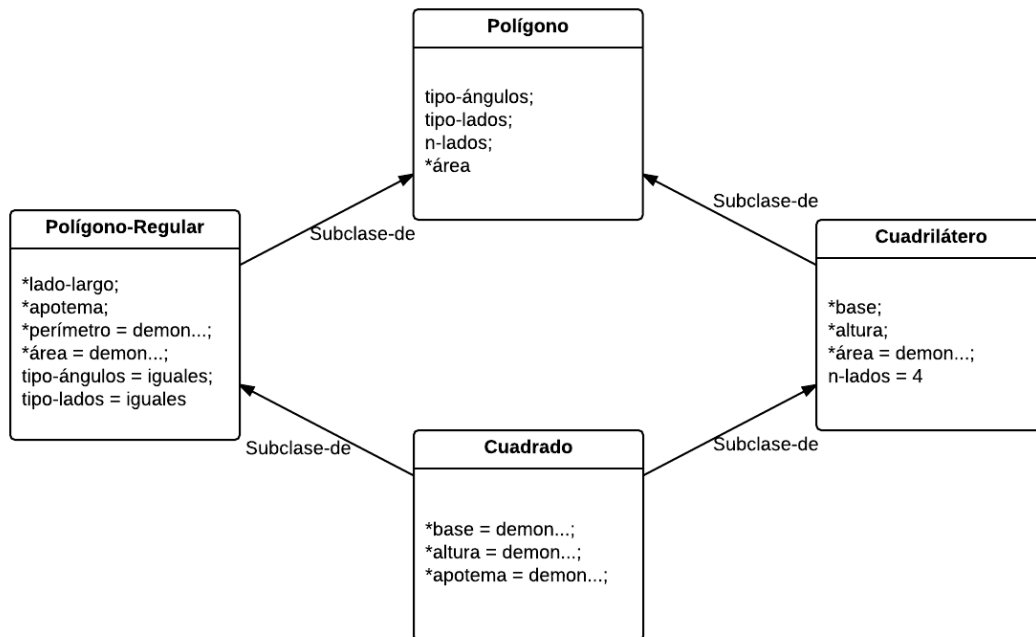 Polígono
tipo-ángulos;
tipo-lados;
n-lados;
*área
Subclase-de
Subclase-de
Polígono-Regular
*lado-largo;
*apotema;
*perímetro = demon...;
*área = demon...;
tipo-ángulos = iguales;
tipo-lados = iguales
Cuadrilátero
*base;
*altura;
*área = demon...;
n-lados = 4
Subclase-de
Subclase-de
Cuadrado
*base = demon...;
*altura = demon...;
*apotema = demon...;